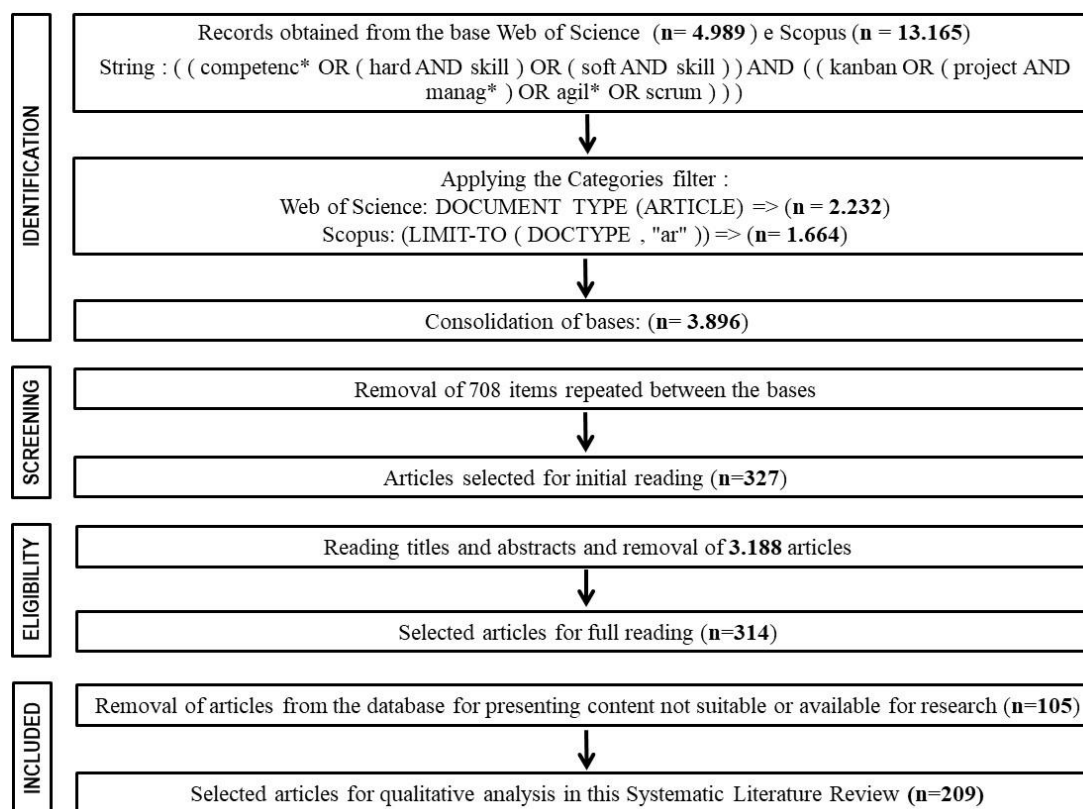 IDENTIFICATION
Records obtained from the base Web of Science (n= 4.989 ) e Scopus (n = 13.165)
String : ( ( competenc* OR ( hard AND skill ) OR ( soft AND skill ) ) AND ( ( kanban OR ( project AND
manag* ) OR agil* OR scrum ) ) )
Applying the Categories filter :
Web of Science: DOCUMENT TYPE (ARTICLE) => (n = 2.232)
Scopus: (LIMIT-TO ( DOCTYPE , "ar" )) => (n= 1.664)
Consolidation of bases: (n= 3.896)
SCREENING
Removal of 708 items repeated between the bases
Articles selected for initial reading (n=327)
ELIGIBILITY
Reading titles and abstracts and removal of 3.188 articles
Selected articles for full reading (n=314)
INCLUDED
Removal of articles from the database for presenting content not suitable or available for research (n=105)
Selected articles for qualitative analysis in this Systematic Literature Review (n=209)